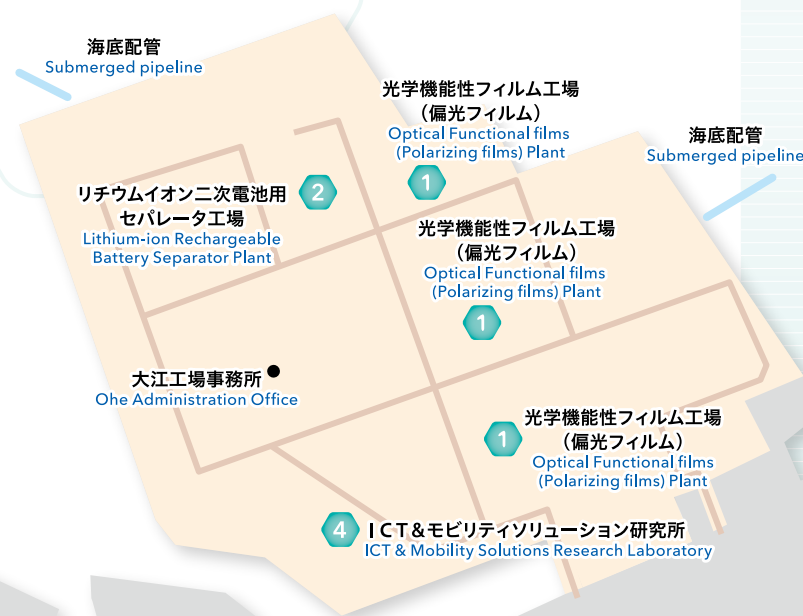 海底配管
Submerged pipeline
光学機能性フィルム工場
（偏光フィルム）
Optical Functional films
(Polarizing films) Plant
1
海底配管
Submerged pipeline
リチウムイオン二次電池用
セパレータ工場
Lithium-ion Rechargeable
Battery Separator Plant
2
光学機能性フィルム工場
（偏光フィルム）
Optical Functional films
(Polarizing films) Plant
1
大江工場事務所
Ohe Administration Office
1
光学機能性フィルム工場
（偏光フィルム）
Optical Functional films
(Polarizing films) Plant
4
ICT＆モビリティソリューション研究所
ICT & Mobility Solutions Research Laboratory